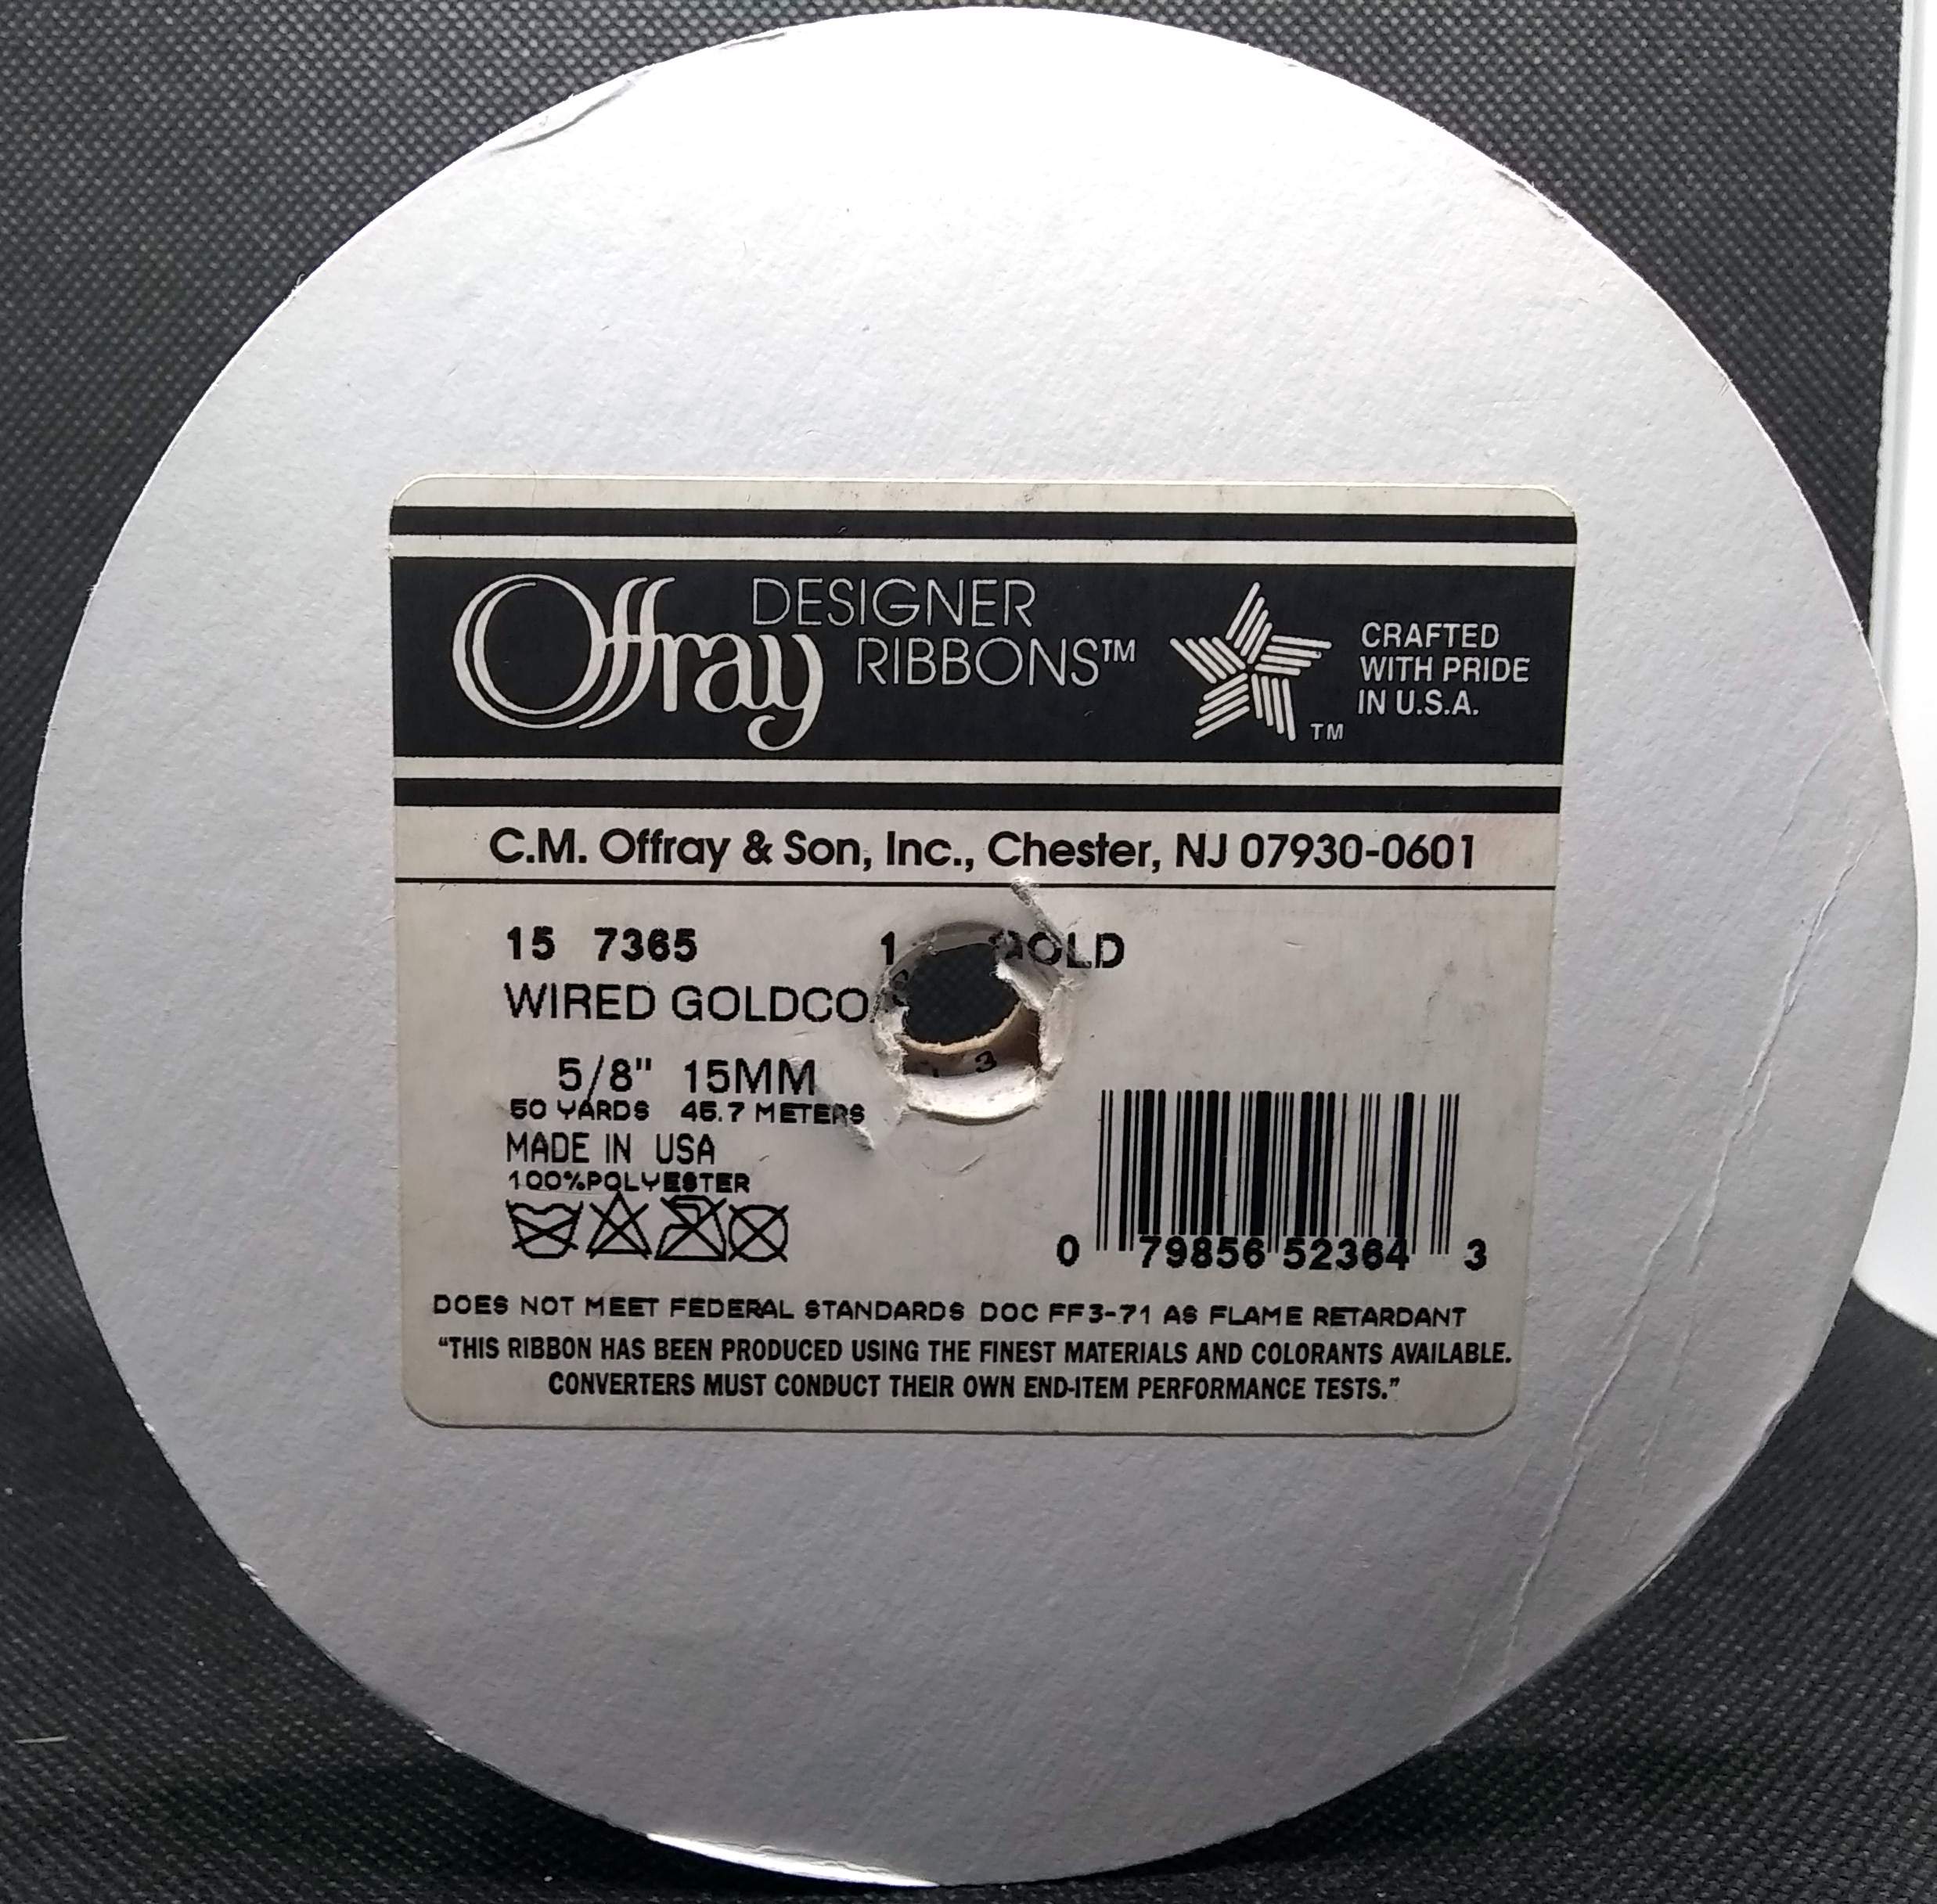 Offray DESIGNER RIBBONS™
CRAFTED
WITH PRIDE
IN U.S.A.
TM
C.M. Offray & Son, Inc., Chester, NJ 07930-0601
15 7365 1
WIRED
5/8" 15MM
50 YARDS 45.7 METERS
MADE IN USA
100%POLYESTER
0 79856 52364 3
DOES NOT MEET FEDERAL STANDARDS DOC FF3-71 AS FLAME RETARDANT
“THIS RIBBON HAS BEEN PRODUCED USING THE FINEST MATERIALS AND COLORANTS AVAILABLE.
CONVERTERS MUST CONDUCT THEIR OWN END-ITEM PERFORMANCE TESTS.”